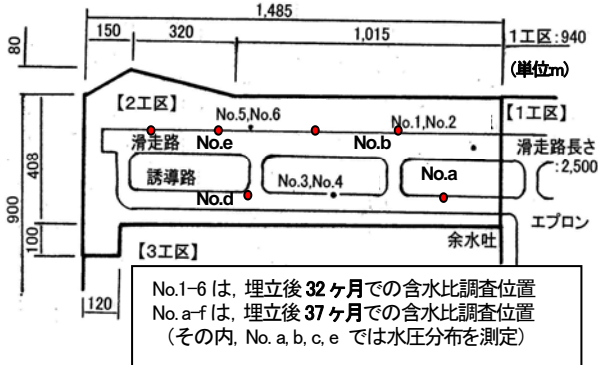 1,485
150
320
1,015
1工区:940
80
(単位m)
【2工区】
【1工区】
No.5,No.6
No.1,No.2
滑走路
No.e
No.b
滑走路長さ
:2,500
408
誘導路
No.3,No.4
No.a
No.d
900
エプロン
100
【3工区】
余水吐
120
No.1-6 は, 埋立後 32 ヶ月での含水比調査位置
No.a-f は, 埋立後 37 ヶ月での含水比調査位置
(その内, No. a, b, c, e では水圧分布を測定)